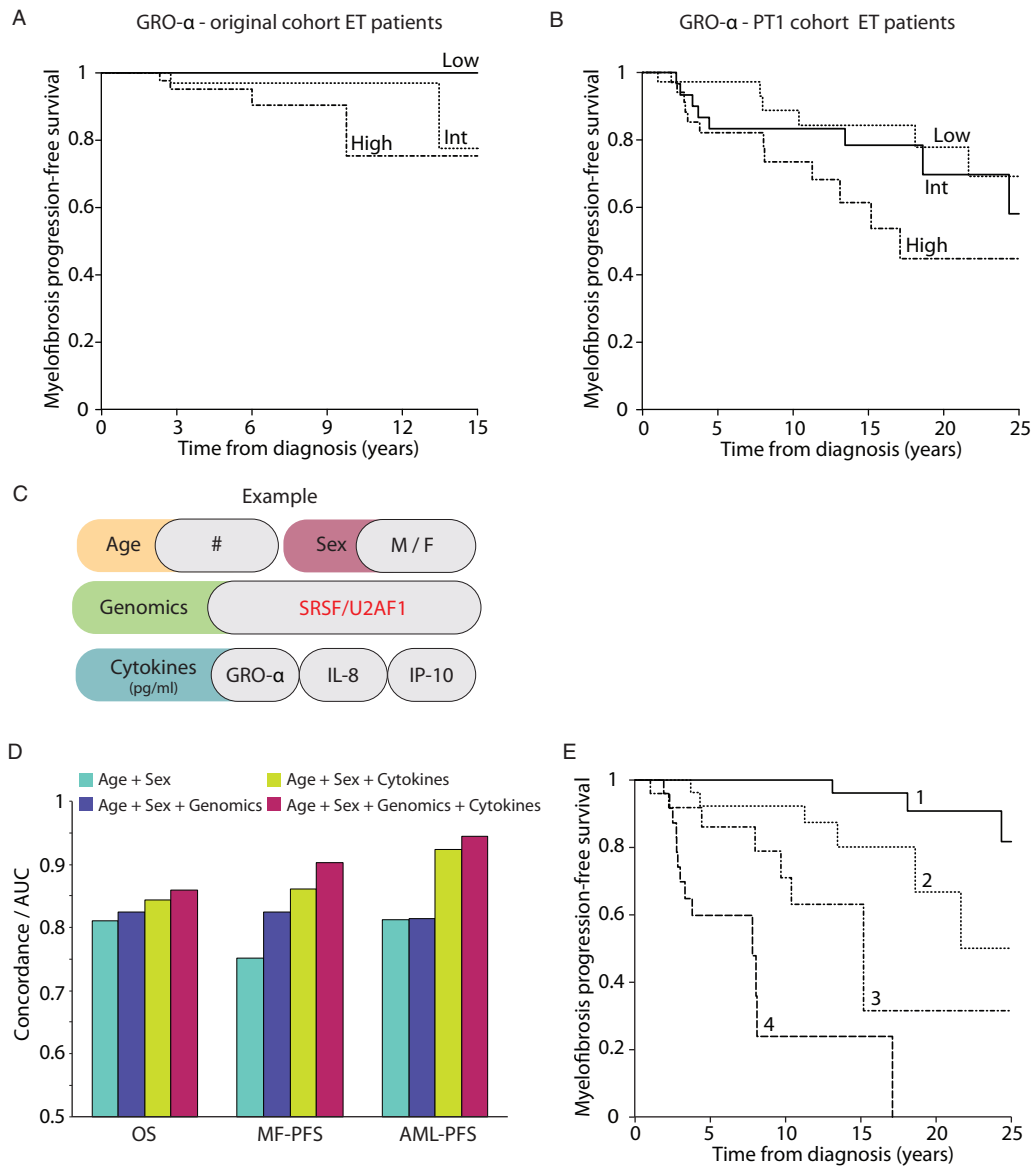 A
GRO-α - original cohort ET patients
Myelofibrosis progression-free survival
1
0.8
0.6
0.4
0.2
0
Low
High
Int
0 3 6 9 12 15
Time from diagnosis (years)
B
GRO-α - PT1 cohort ET patients
Myelofibrosis progression-free survival
1
0.8
0.6
0.4
0.2
0
Low
Int
High
0 5 10 15 20 25
Time from diagnosis (years)
C
Example
Age # Sex M / F
Genomics SRSF/U2AF1
Cytokines
(pg/ml)
GRO-α IL-8 IP-10
D
Age + Sex Age + Sex + Cytokines
Age + Sex + Genomics Age + Sex + Genomics + Cytokines
Concordance / AUC
1
0.9
0.8
0.7
0.6
0.5
OS MF-PFS AML-PFS
E
Myelofibrosis progression-free survival
1
0.8
0.6
0.4
0.2
0
1
2
3
4
0 5 10 15 20 25
Time from diagnosis (years)